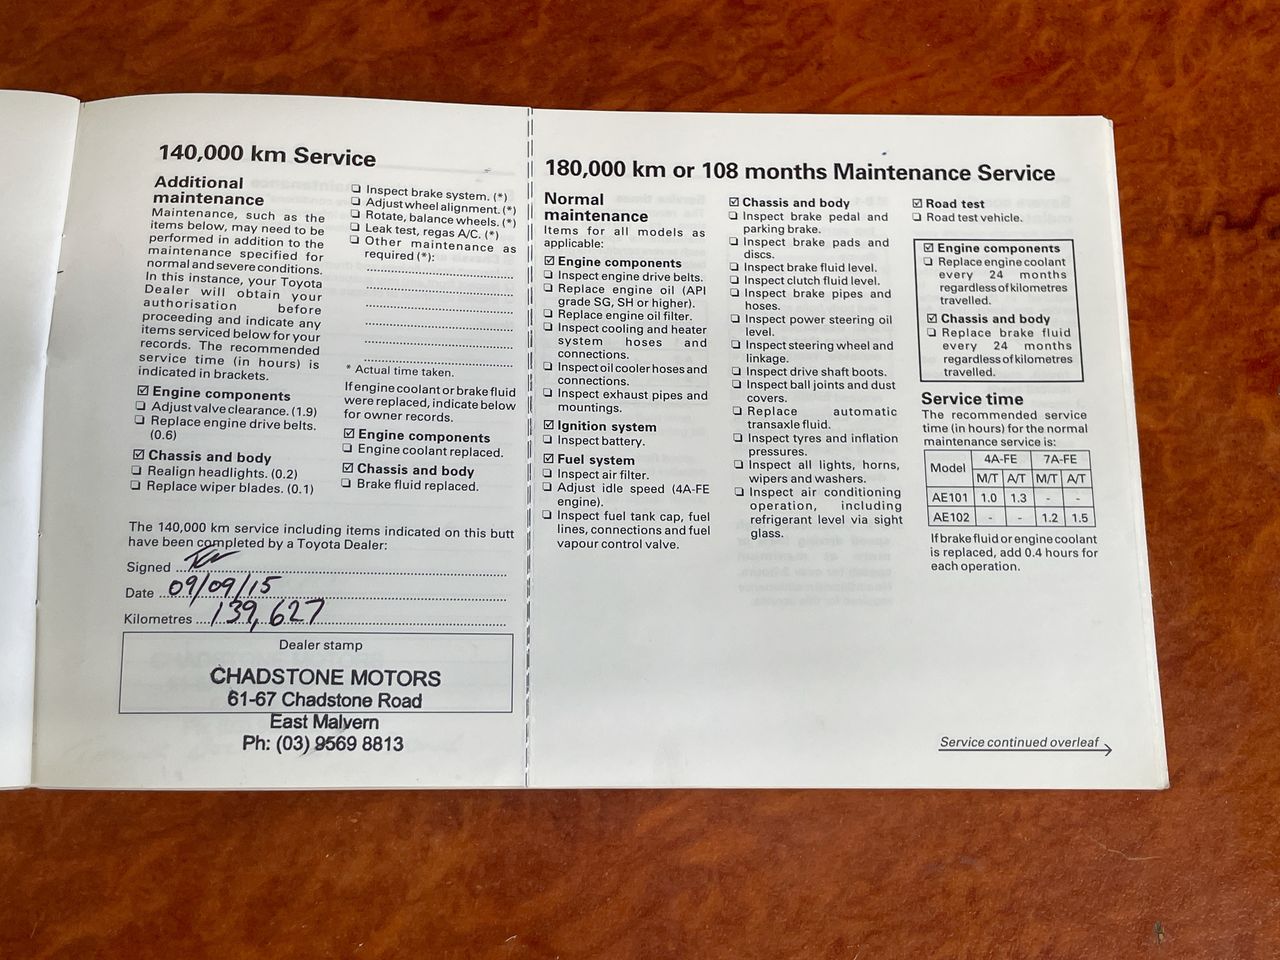 140,000 km Service
Additional
maintenance
Maintenance, such as the
items below, may need to be
performed in addition to the
maintenance specified for
normal and severe conditions.
In this instance, your Toyota
Dealer will obtain your
authorisation before
proceeding and indicate any
items serviced below for your
records. The recommended
service time (in hours) is
indicated in brackets.
☑ Engine components
❏ Adjust valve clearance. (1.9)
❏ Replace engine drive belts.
(0.6)
☑ Chassis and body
❏ Realign headlights. (0.2)
❏ Replace wiper blades. (0.1)
❏ Inspect brake system. (*)
❏ Adjust wheel alignment. (*)
❏ Rotate, balance wheels. (*)
❏ Leak test, regas A/C. (*)
❏ Other maintenance as
required (*):
* Actual time taken.
If engine coolant or brake fluid
were replaced, indicate below
for owner records.
☑ Engine components
❏ Engine coolant replaced.
☑ Chassis and body
❏ Brake fluid replaced.
The 140,000 km service including items indicated on this butt
have been completed by a Toyota Dealer:
Signed
Date 09/09/15
Kilometres 139,627
Dealer stamp
CHADSTONE MOTORS
61-67 Chadstone Road
East Malvern
Ph: (03) 9569 8813
180,000 km or 108 months Maintenance Service
Normal
maintenance
Items for all models as
applicable:
☑ Engine components
❏ Inspect engine drive belts.
❏ Replace engine oil (API
grade SG, SH or higher).
❏ Replace engine oil filter.
❏ Inspect cooling and heater
system hoses and
connections.
❏ Inspect oil cooler hoses and
connections.
❏ Inspect exhaust pipes and
mountings.
☑ Ignition system
❏ Inspect battery.
☑ Fuel system
❏ Inspect air filter.
❏ Adjust idle speed (4A-FE
engine).
❏ Inspect fuel tank cap, fuel
lines, connections and fuel
vapour control valve.
☑ Chassis and body
❏ Inspect brake pedal and
parking brake.
❏ Inspect brake pads and
discs.
❏ Inspect brake fluid level.
❏ Inspect clutch fluid level.
❏ Inspect brake pipes and
hoses.
❏ Inspect power steering oil
level.
❏ Inspect steering wheel and
linkage.
❏ Inspect drive shaft boots.
❏ Inspect ball joints and dust
covers.
❏ Replace automatic
transaxle fluid.
❏ Inspect tyres and inflation
pressures.
❏ Inspect all lights, horns,
wipers and washers.
❏ Inspect air conditioning
operation, including
refrigerant level via sight
glass.
☑ Road test
❏ Road test vehicle.
☑ Engine components
❏ Replace engine coolant
every 24 months
regardless of kilometres
travelled.
☑ Chassis and body
❏ Replace brake fluid
every 24 months
regardless of kilometres
travelled.
Service time
The recommended service
time (in hours) for the normal
maintenance service is:
Model 4A-FE 7A-FE
M/T A/T M/T A/T
AE101 1.0 1.3 - -
AE102 - - 1.2 1.5
If brake fluid or engine coolant
is replaced, add 0.4 hours for
each operation.
Service continued overleaf